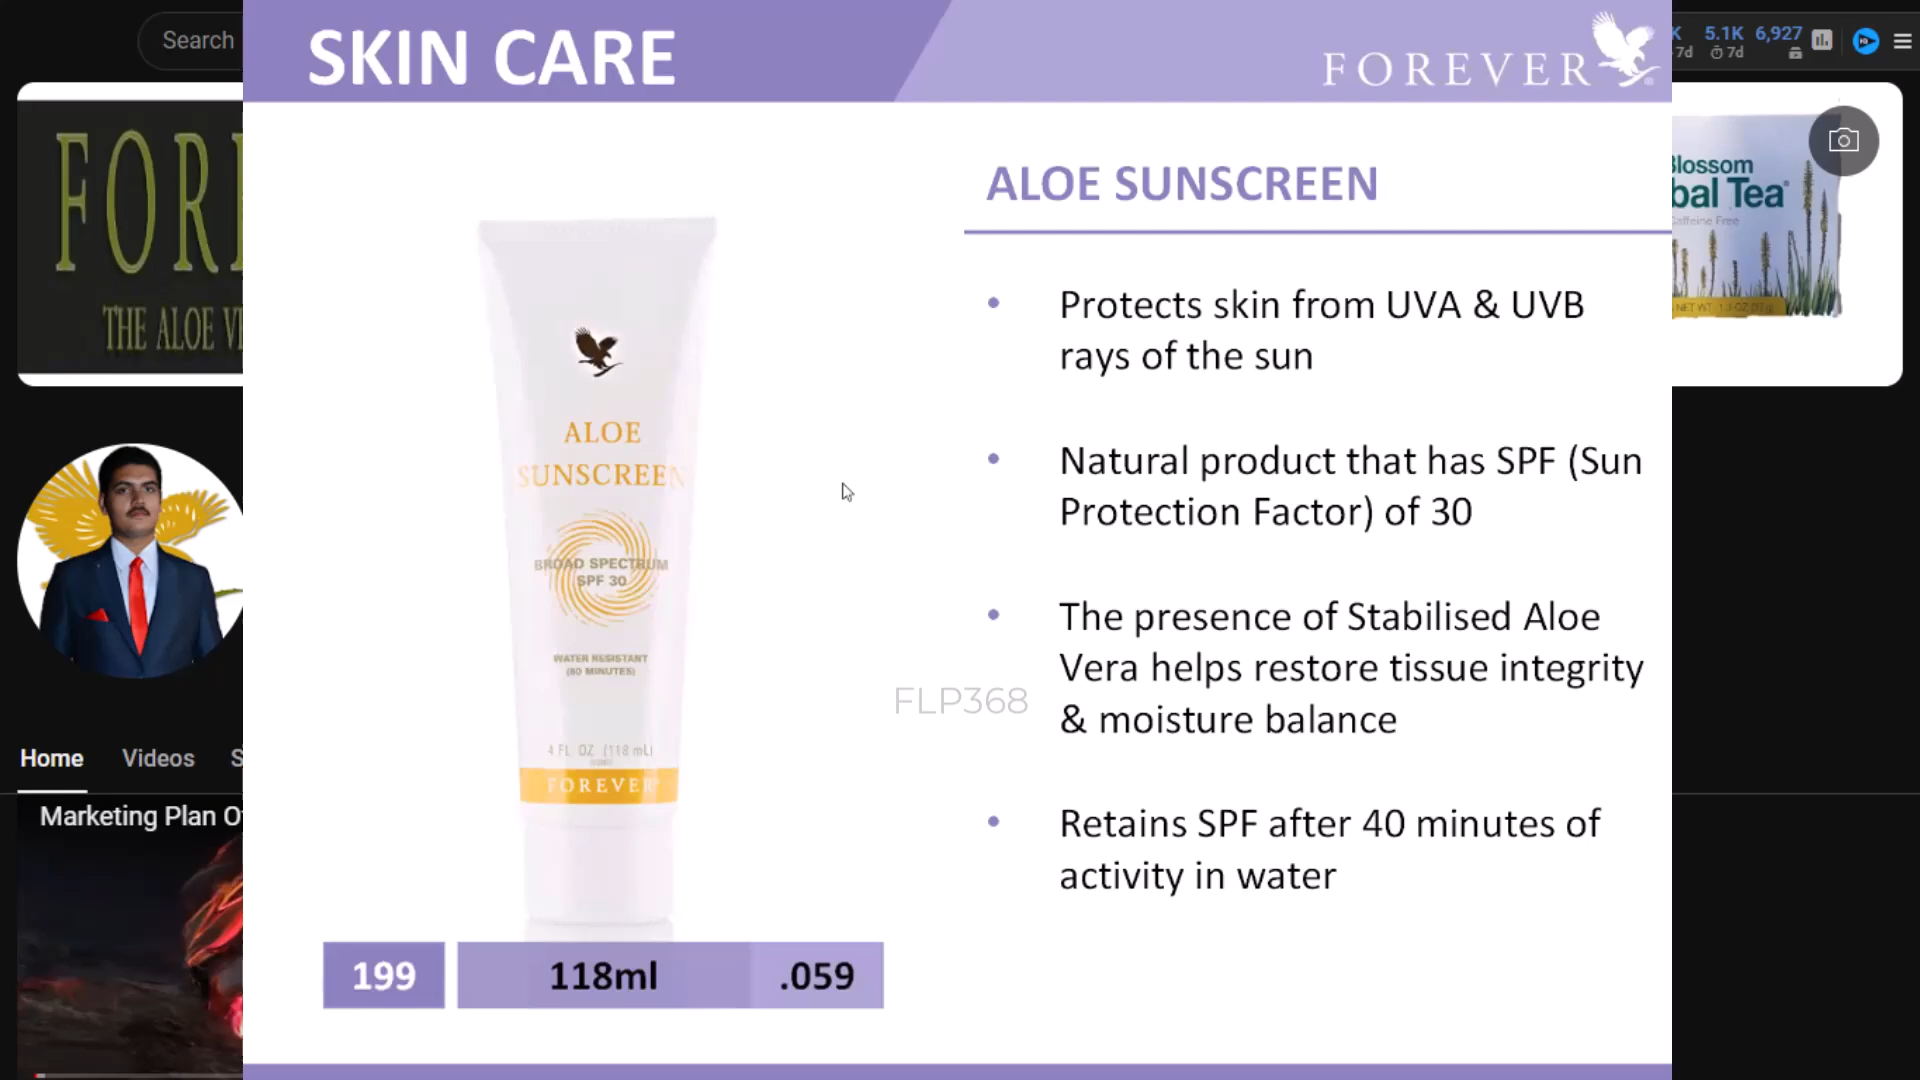 Search
SKIN CARE
FOREVER
K 5.1K 6,927
7d 7d
THE ALOE
ALOE SUNSCREEN
• Protects skin from UVA & UVB
rays of the sun
• Natural product that has SPF (Sun
Protection Factor) of 30
• The presence of Stabilised Aloe
Vera helps restore tissue integrity
& moisture balance
• Retains SPF after 40 minutes of
activity in water
ALOE
SUNSCREEN
BROAD SPECTRUM
SPF 30
WATER RESISTANT
(80 MINUTES)
4 FL OZ (118 mL)
FOREVER
199 118ml .059
FLP368
lossom
bal Tea
affeine Free
Home Videos S
Marketing Plan O